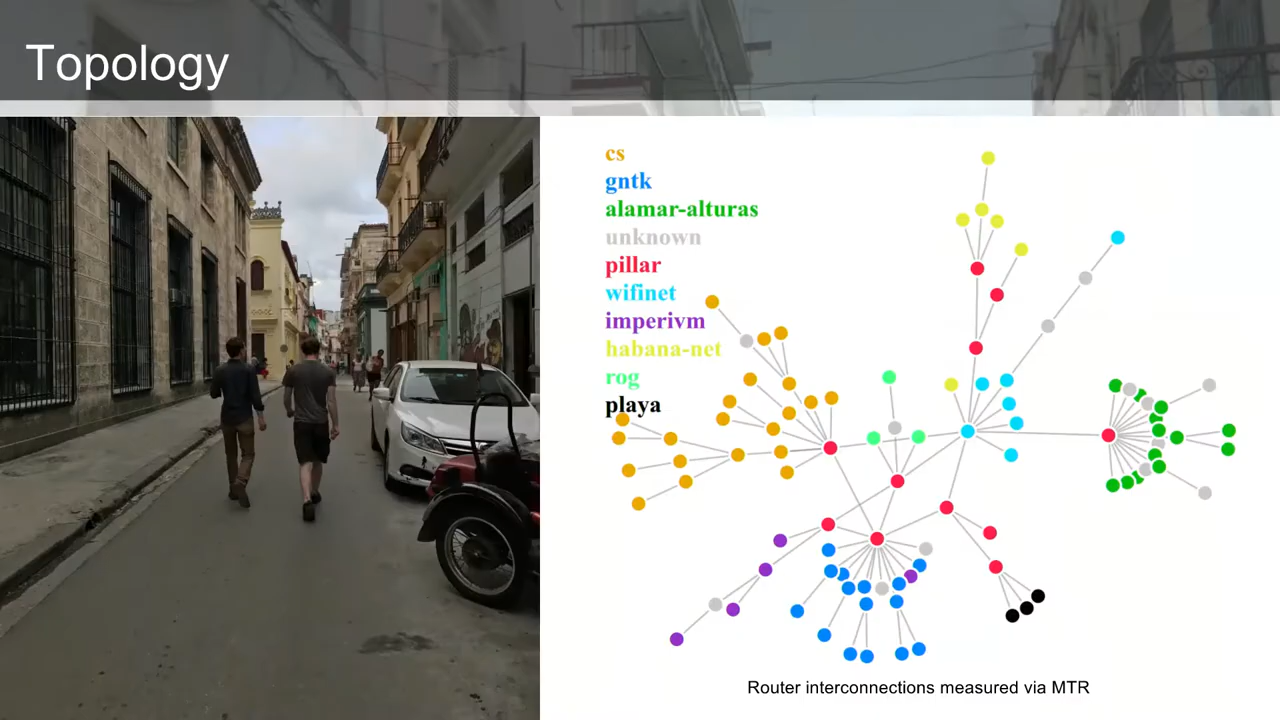 Topology
cs
gntk
alamar-alturas
unknown
pillar
wifinet
imperivm
habana-net
rog
playa
Router interconnections measured via MTR